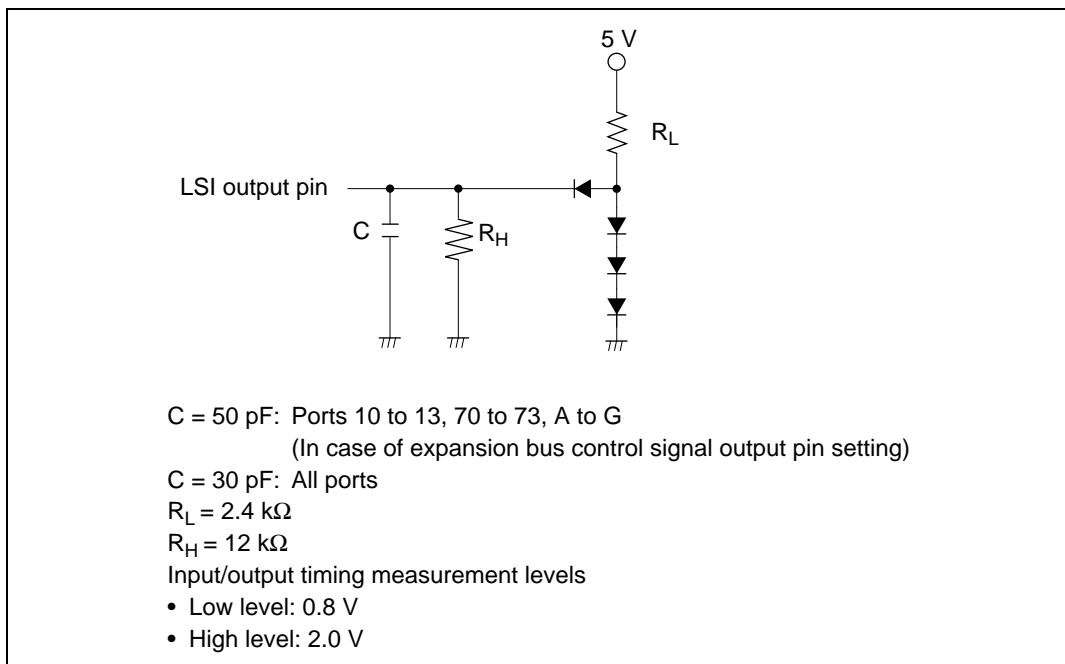 5 V
R_L
LSI output pin
C
R_H
C = 50 pF: Ports 10 to 13, 70 to 73, A to G
(In case of expansion bus control signal output pin setting)
C = 30 pF: All ports
R_L = 2.4 kΩ
R_H = 12 kΩ
Input/output timing measurement levels
• Low level: 0.8 V
• High level: 2.0 V